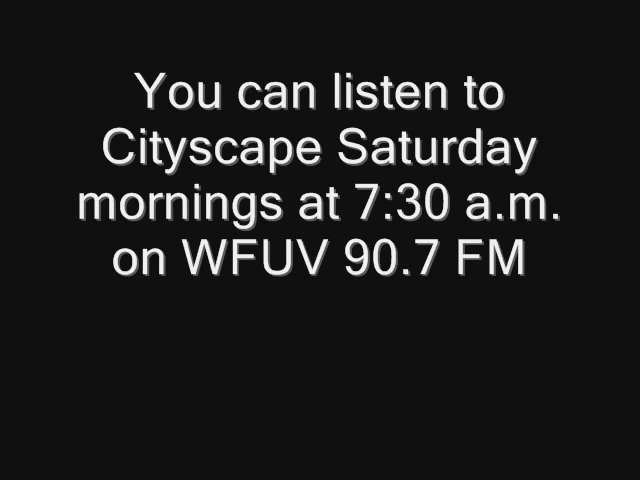 You can listen to
Cityscape Saturday
mornings at 7:30 a.m.
on WFUV 90.7 FM